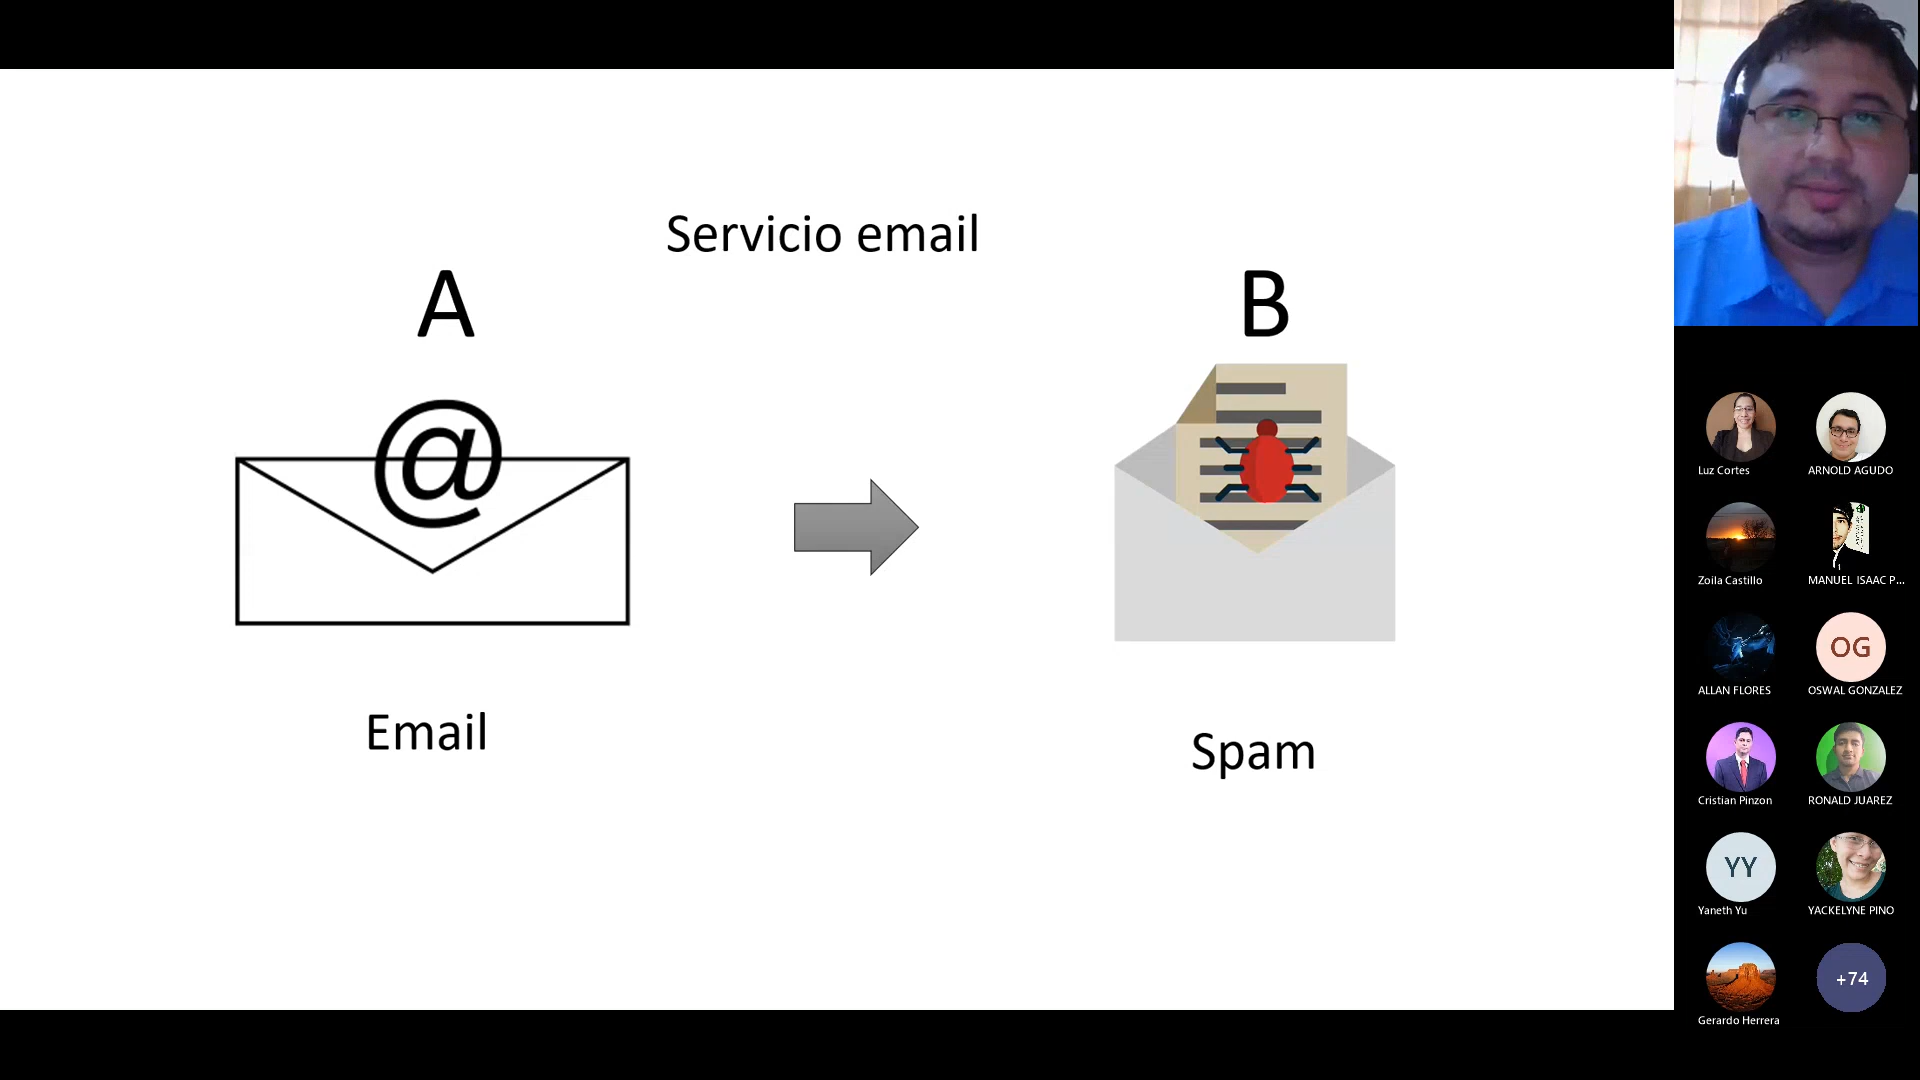 Servicio email
A
B
@
Email
Spam
Luz Cortes
ARNOLD AGUDO
Zoila Castillo
MANUEL ISAAC P...
ALLAN FLORES
OG
OSWAL GONZALEZ
Cristian Pinzon
RONALD JUAREZ
YY
Yaneth Yu
YACKELYNE PINO
Gerardo Herrera
+74